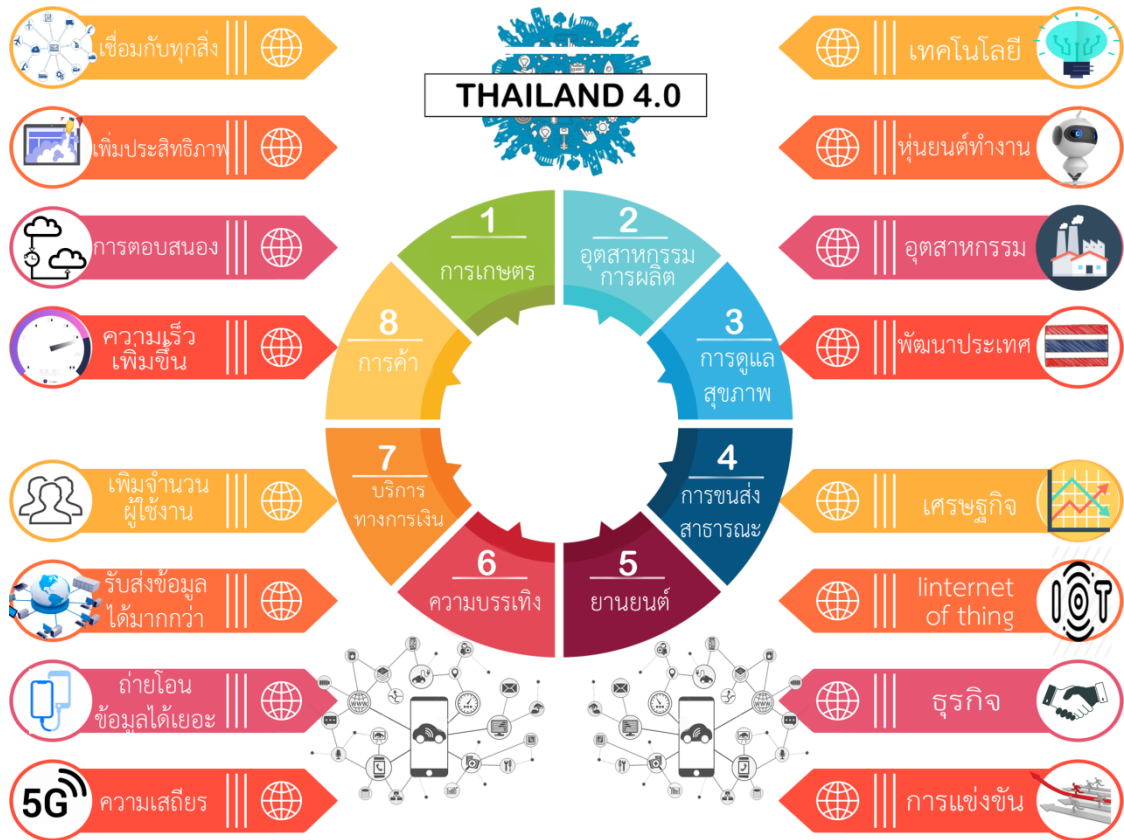 THAILAND 4.0
เชื่อมกับทุกสิ่ง
เพิ่มประสิทธิภาพ
การตอบสนอง
ความเร็ว
เพิ่มขึ้น
เพิ่มจำนวน
ผู้ใช้งาน
รับส่งข้อมูล
ได้มากกว่า
ถ่ายโอน
ข้อมูลได้เยอะ
5G
ความเสถียร
1
การเกษตร
2
อุตสาหกรรม
การผลิต
3
การดูแล
สุขภาพ
4
การขนส่ง
สาธารณะ
5
ยานยนต์
6
ความบรรเทิง
7
บริการ
ทางการเงิน
8
การค้า
WWW
WWW
เทคโนโลยี
หุ่นยนต์ทำงาน
อุตสาหกรรม
พัฒนาประเทศ
เศรษฐกิจ
Iinternet
of thing
IOT
ธุรกิจ
การแข่งขัน